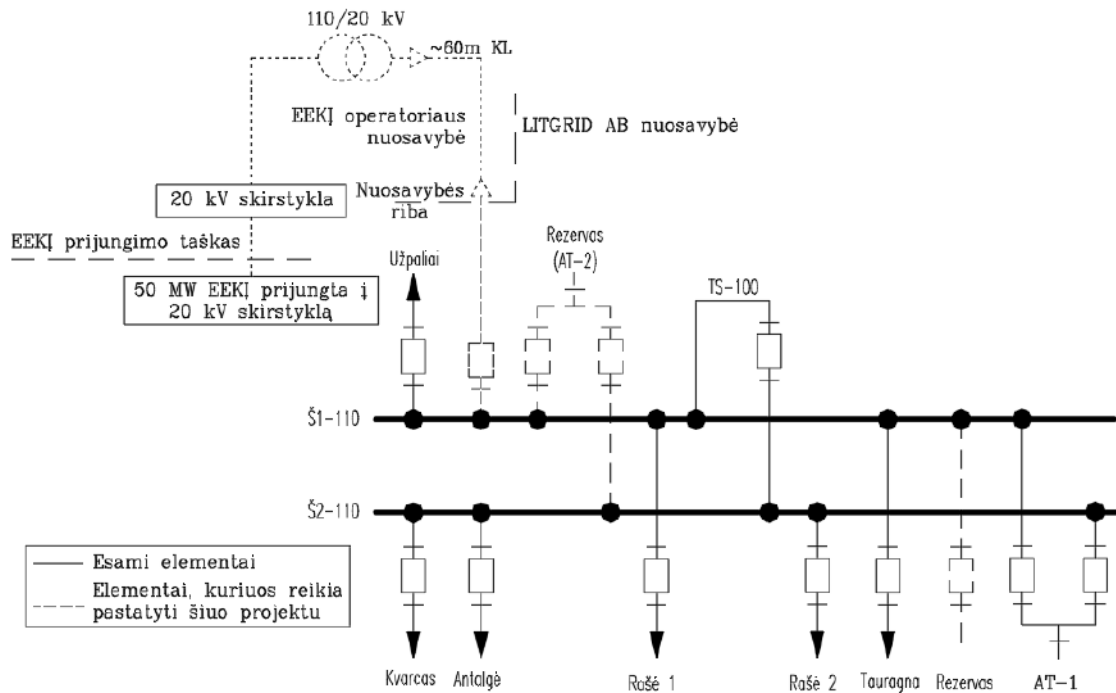 110/20 kV
~60m KL
EEKĮ operatoriaus
nuosavybė
LITGRID AB nuosavybė
20 kV skirstykla
Nuosavybės
riba
EEKĮ prijungimo taškas
50 MW EEKĮ prijungta į
20 kV skirstyklą
Užpaliai
Rezervas
(AT-2)
TS-100
Š1-110
Š2-110
Esami elementai
Elementai, kuriuos reikia
pastatyti šiuo projektu
Kvarcas
Antalgė
Rašė 1
Rašė 2
Tauragna
Rezervas
AT-1